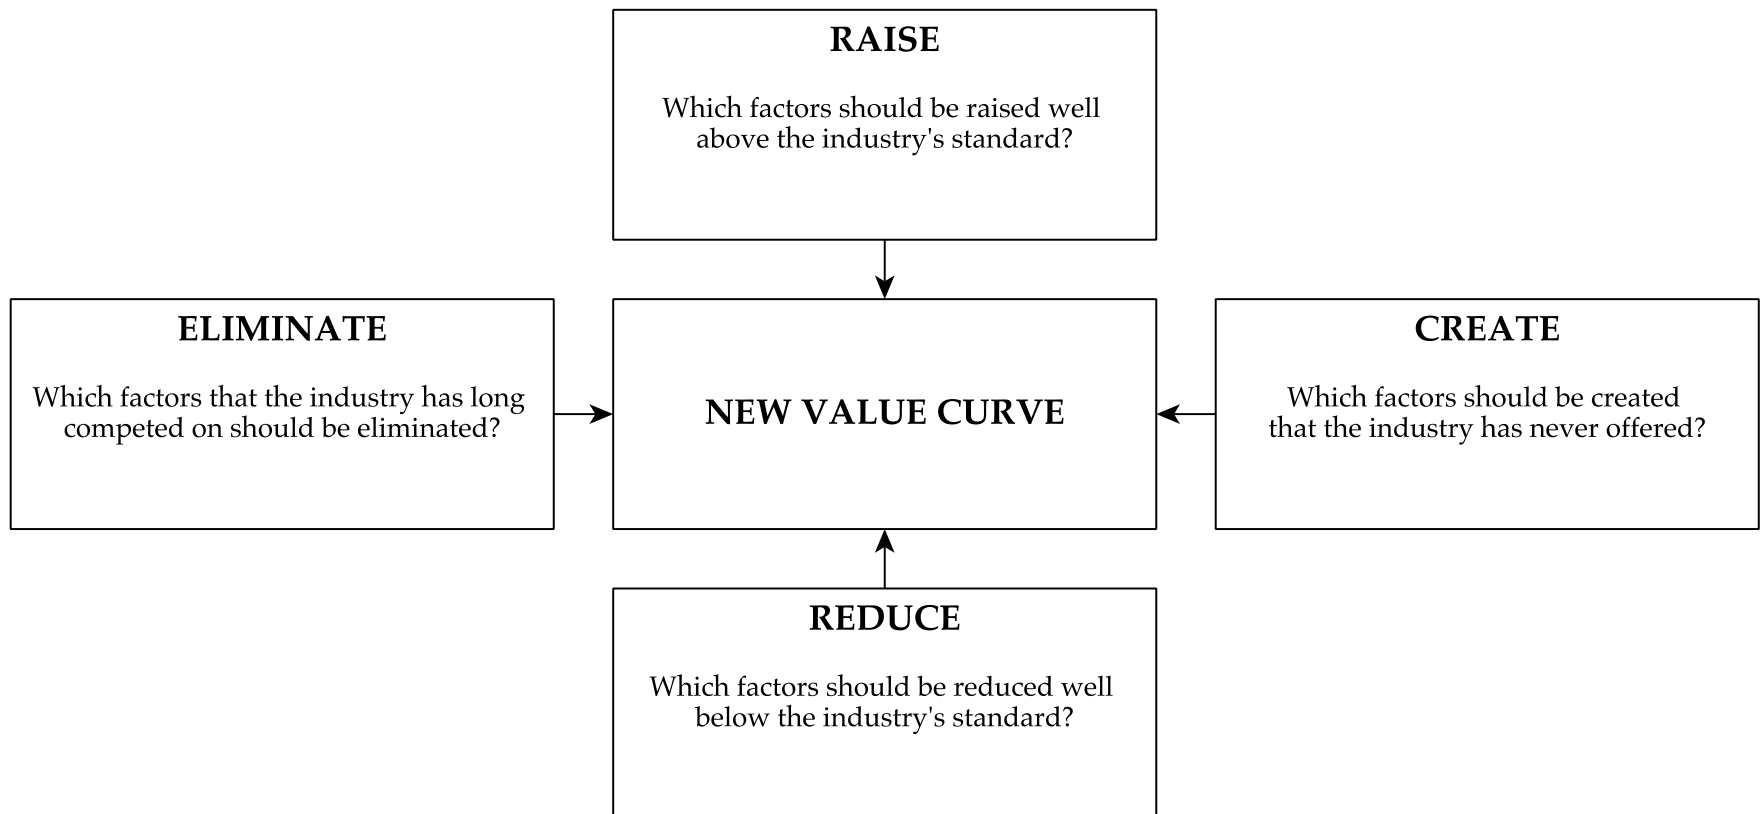 RAISE
Which factors should be raised well
above the industry's standard?
ELIMINATE
Which factors that the industry has long
competed on should be eliminated?
NEW VALUE CURVE
CREATE
Which factors should be created
that the industry has never offered?
REDUCE
Which factors should be reduced well
below the industry's standard?